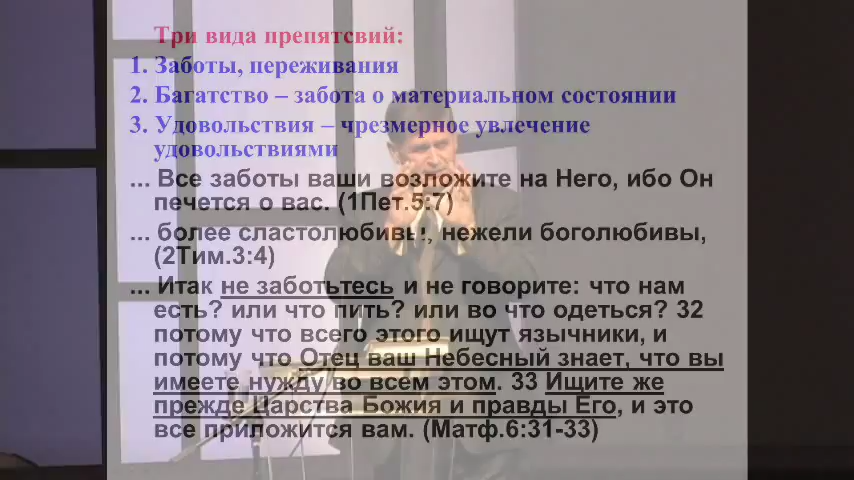 Три вида препятсвий:
1. Заботы, переживания
2. Багатство – забота о материальном состоянии
3. Удовольствия – чрезмерное увлечение
удовольствиями
... Все заботы ваши возложите на Него, ибо Он
печется о вас. (1Пет.5:7)
... более сластолюбивы, нежели боголюбивы,
(2Тим.3:4)
... Итак не заботьтесь и не говорите: что нам
есть? или что пить? или во что одеться? 32
потому что всего этого ищут язычники, и
потому что Отец ваш Небесный знает, что вы
имеете нужду во всем этом. 33 Ищите же
прежде Царства Божия и правды Его, и это
все приложится вам. (Матф.6:31-33)